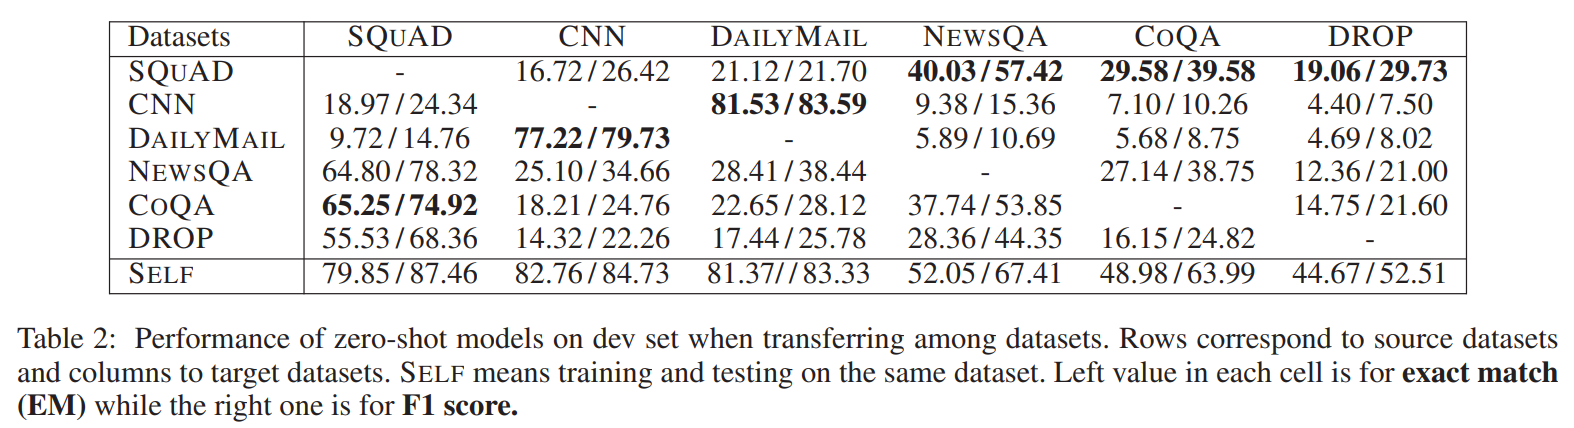 Datasets SQUAD CNN DAILYMAIL NEWSQA COQA DROP
SQUAD - 16.72 / 26.42 21.12 / 21.70 40.03 / 57.42 29.58 / 39.58 19.06 / 29.73
CNN 18.97 / 24.34 - 81.53 / 83.59 9.38 / 15.36 7.10 / 10.26 4.40 / 7.50
DAILYMAIL 9.72 / 14.76 77.22 / 79.73 - 5.89 / 10.69 5.68 / 8.75 4.69 / 8.02
NEWSQA 64.80 / 78.32 25.10 / 34.66 28.41 / 38.44 - 27.14 / 38.75 12.36 / 21.00
COQA 65.25 / 74.92 18.21 / 24.76 22.65 / 28.12 37.74 / 53.85 - 14.75 / 21.60
DROP 55.53 / 68.36 14.32 / 22.26 17.44 / 25.78 28.36 / 44.35 16.15 / 24.82 -
SELF 79.85 / 87.46 82.76 / 84.73 81.37/ / 83.33 52.05 / 67.41 48.98 / 63.99 44.67 / 52.51
Table 2: Performance of zero-shot models on dev set when transferring among datasets. Rows correspond to source datasets
and columns to target datasets. SELF means training and testing on the same dataset. Left value in each cell is for exact match
(EM) while the right one is for F1 score.